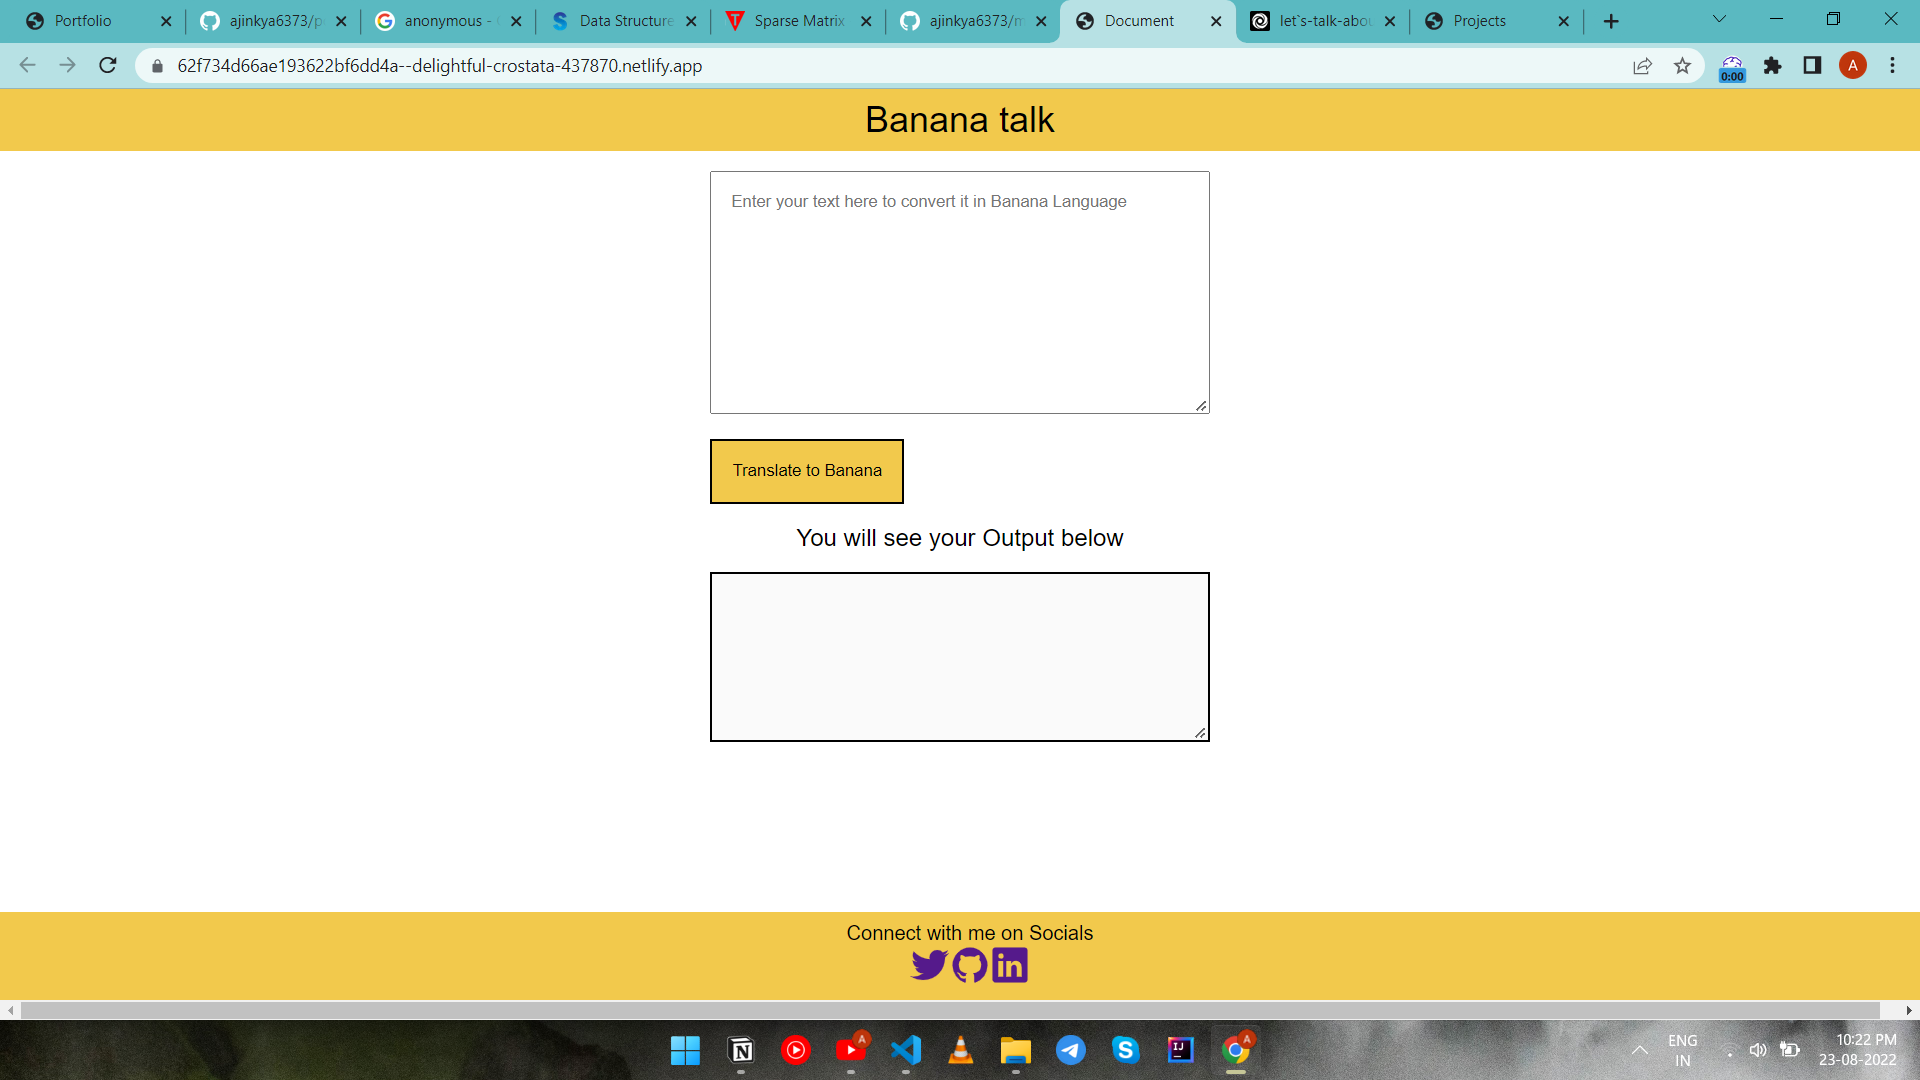 Portfolio
ajinkya6373/p
anonymous -
Data Structure
Sparse Matrix
ajinkya6373/m
Document
let`s-talk-abou
Projects
62f734d66ae193622bf6dd4a--delightful-crostata-437870.netlify.app
0:00
A
Banana talk
Enter your text here to convert it in Banana Language
Translate to Banana
You will see your Output below
Connect with me on Socials
in
A
A
ENG
IN
10:22 PM
23-08-2022